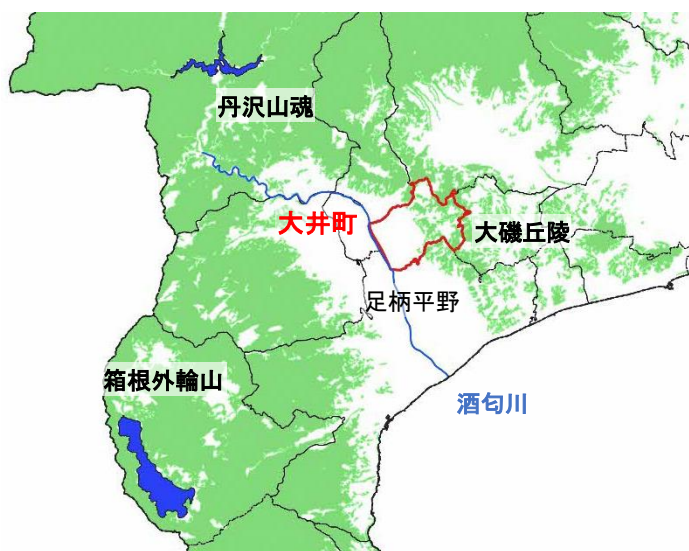 丹沢山魂
大井町
大磯丘陵
足柄平野
箱根外輪山
酒匂川